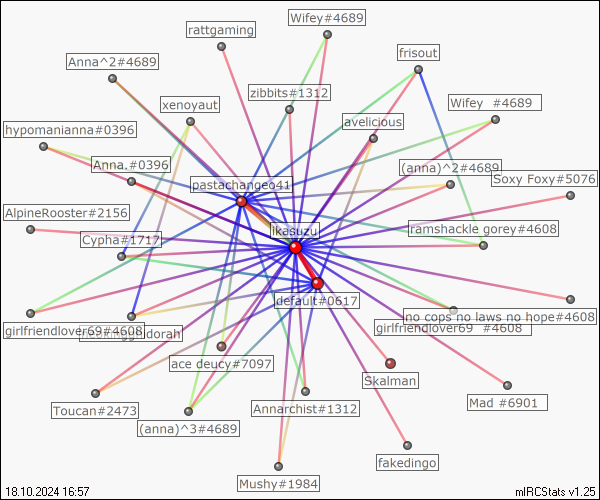 Wifey#4689
rattgaming
frisout
Anna^2#4689
zibbits#1312
xenoyaut
Wifey #4689
avelicious
hypomanianna#0396
Anna.#0396
(anna)^2#4689
Soxy Foxy#5076
pastachangeo41
AlpineRooster#2156
likasuzu
ramshackle gorey#4608
Cypha#1717
default#0617
no cops no laws no hope#4608
girlfriendlover69#4608
girlfriendlover69 #4608
ace deucy#7097
Skalman
Toucan#2473
Annarchist#1312
Mad #6901
(anna)^3#4689
fakedingo
Mushy#1984
18.10.2024 16:57
mIRCStats v1.25